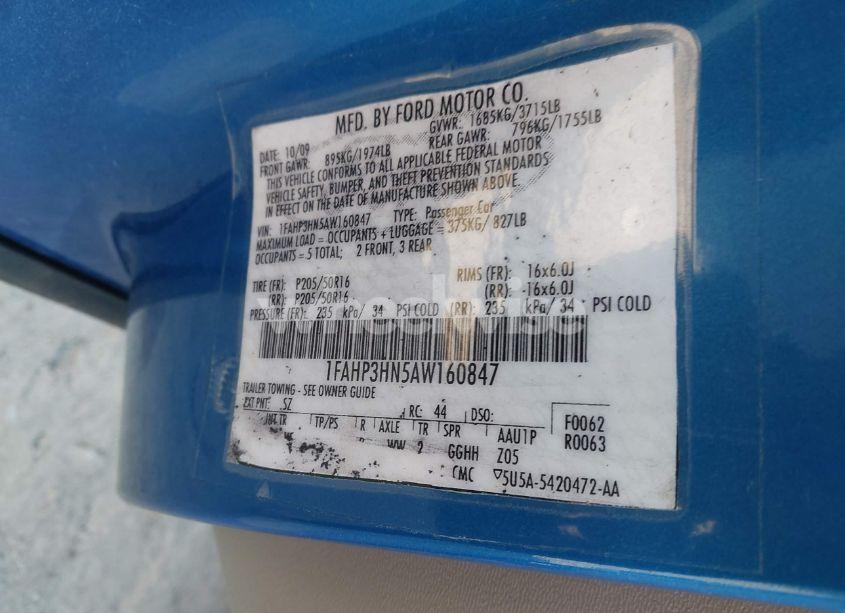 MFD. BY FORD MOTOR CO.
DATE: 10/09 GVWR: 1685KG/3715LB
FRONT GAWR: 895KG/1974LB REAR GAWR: 796KG/1755LB
THIS VEHICLE CONFORMS TO ALL APPLICABLE FEDERAL MOTOR
VEHICLE SAFETY, BUMPER, AND THEFT PREVENTION STANDARDS
IN EFFECT ON THE DATE OF MANUFACTURE SHOWN ABOVE.
VIN: 1FAHP3HN5AW160847 TYPE: Passenger Car
MAXIMUM LOAD = OCCUPANTS + LUGGAGE = 375KG/ 827LB
OCCUPANTS = 5 TOTAL; 2 FRONT, 3 REAR
TIRE (FR): P205/50R16 RIMS (FR): 16x6.0J
(RR): P205/50R16 (RR): -16x6.0J
PRESSURE (FR): 235 kPa/ 34 PSI COLD (RR): 235 kPa/ 34 PSI COLD
1FAHP3HN5AW160847
TRAILER TOWING - SEE OWNER GUIDE
EXT PNT: SZ RC: 44 DSO: F0062
INT TR TP/PS R AXLE TR SPR AAU1P R0063
WW 2 GGHH Z05
CMC ▽5U5A-5420472-AA